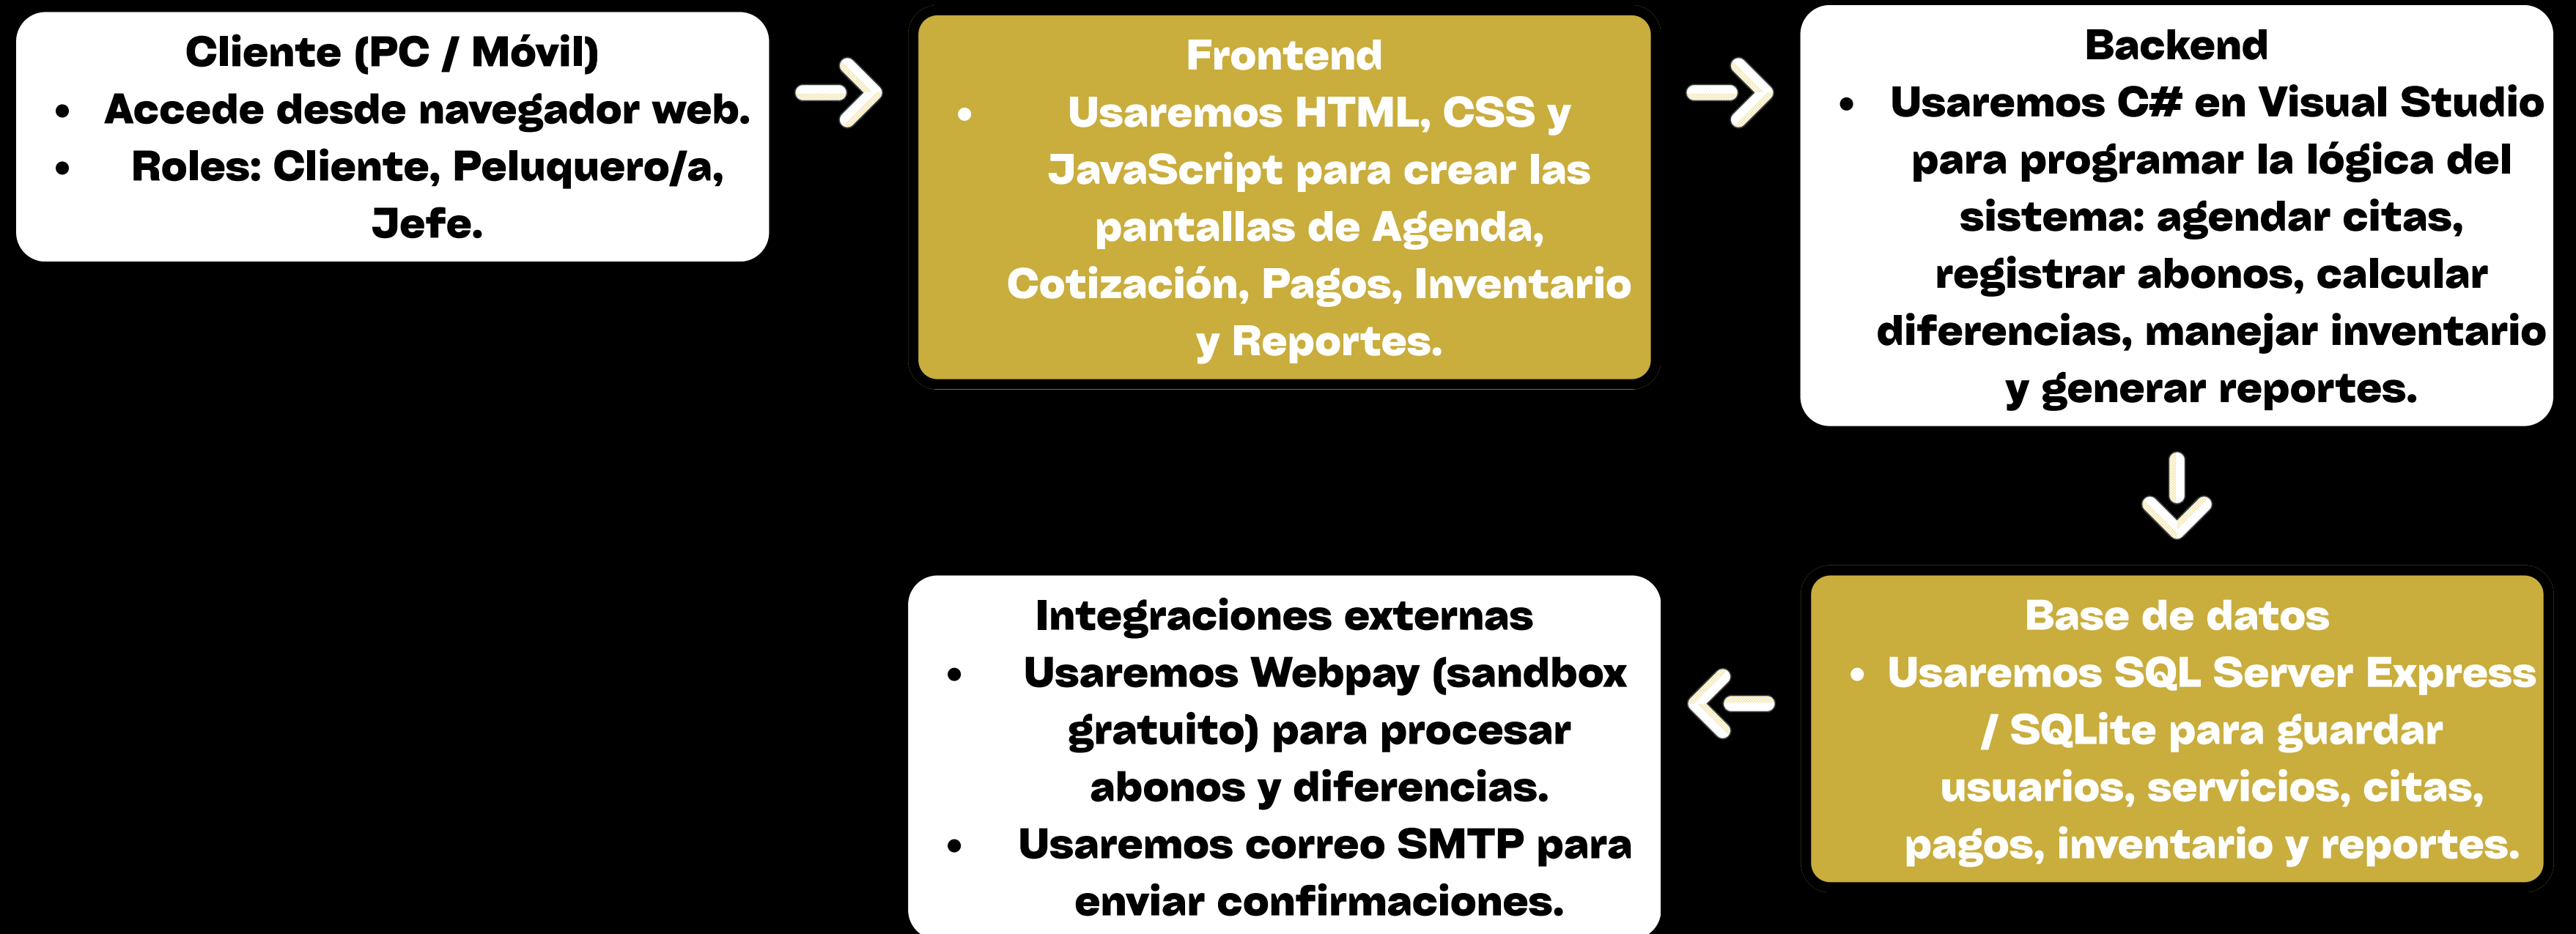 Cliente (PC / Móvil)
• Accede desde navegador web.
• Roles: Cliente, Peluquero/a,
Jefe.
Frontend
• Usaremos HTML, CSS y
JavaScript para crear las
pantallas de Agenda,
Cotización, Pagos, Inventario
y Reportes.
Backend
• Usaremos C# en Visual Studio
para programar la lógica del
sistema: agendar citas,
registrar abonos, calcular
diferencias, manejar inventario
y generar reportes.
Base de datos
• Usaremos SQL Server Express
/ SQLite para guardar
usuarios, servicios, citas,
pagos, inventario y reportes.
Integraciones externas
• Usaremos Webpay (sandbox
gratuito) para procesar
abonos y diferencias.
• Usaremos correo SMTP para
enviar confirmaciones.